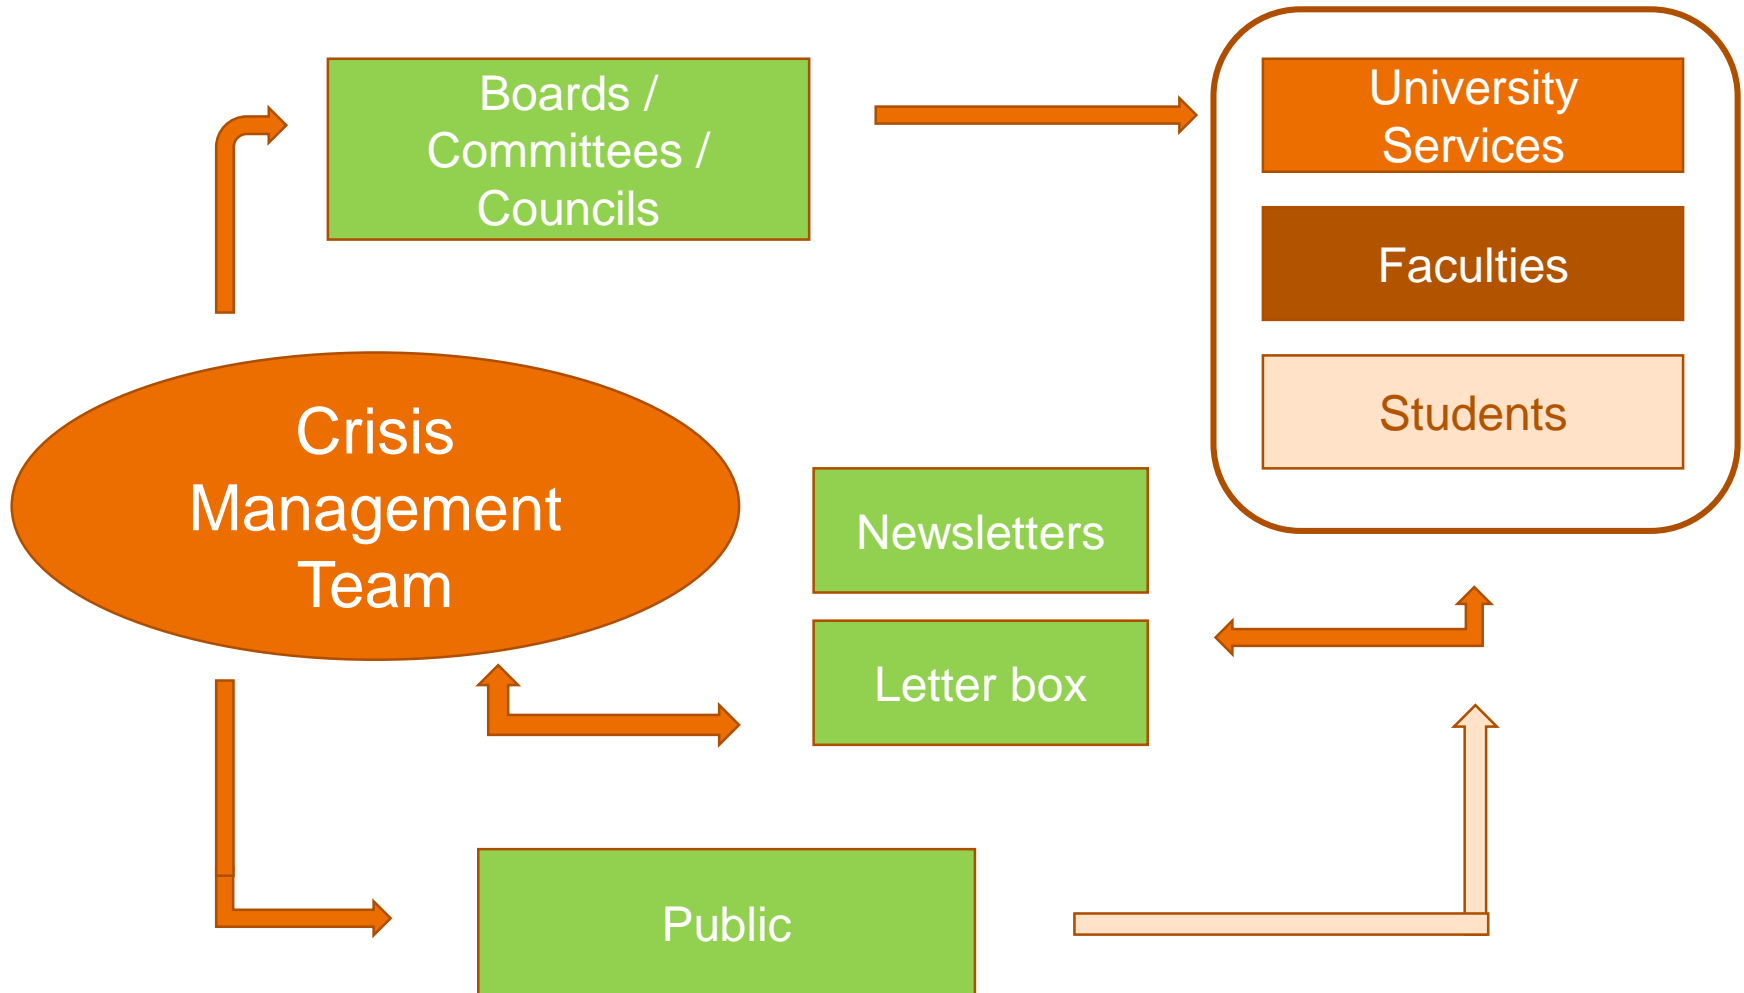 Boards /
Committees /
Councils
University
Services
Faculties
Students
Crisis
Management
Team
Newsletters
Letter box
Public